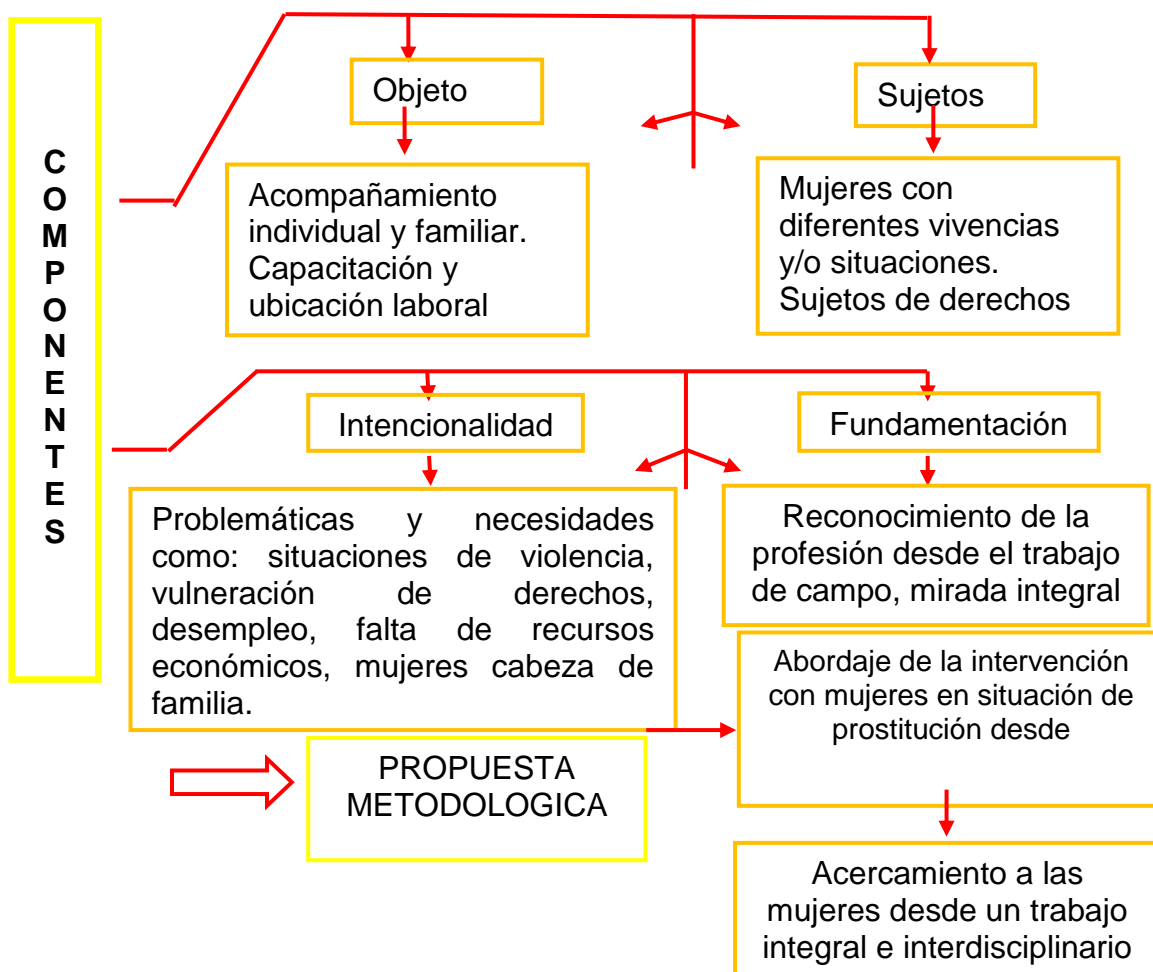 COMPONENTES
Objeto
Sujetos
Acompañamiento
individual y familiar.
Capacitación y
ubicación laboral
Mujeres con
diferentes vivencias
y/o situaciones.
Sujetos de derechos
Intencionalidad
Fundamentación
Problemáticas y necesidades
como: situaciones de violencia,
vulneración de derechos,
desempleo, falta de recursos
económicos, mujeres cabeza de
familia.
Reconocimiento de la
profesión desde el trabajo
de campo, mirada integral
PROPUESTA
METODOLOGICA
Abordaje de la intervención
con mujeres en situación de
prostitución desde
Acercamiento a las
mujeres desde un trabajo
integral e interdisciplinario